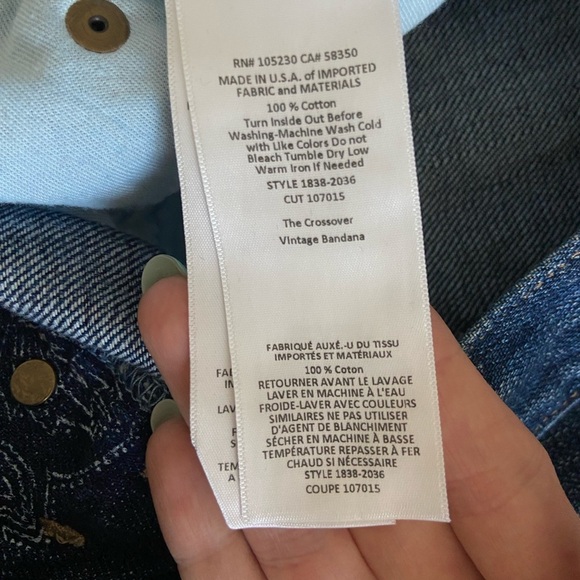 RN# 105230 CA# 58350
MADE IN U.S.A. of IMPORTED
FABRIC and MATERIALS
100 % Cotton
Turn Inside Out Before
Washing-Machine Wash Cold
with Like Colors Do not
Bleach Tumble Dry Low
Warm Iron If Needed
STYLE 1838-2036
CUT 107015
The Crossover
Vintage Bandana
FABRIQUÉ AUXÉ.-U DU TISSU
IMPORTÉS ET MATÉRIAUX
100 % Coton
RETOURNER AVANT LE LAVAGE
LAVER EN MACHINE À L'EAU
FROIDE-LAVER AVEC COULEURS
SIMILAIRES NE PAS UTILISER
D'AGENT DE BLANCHIMENT
SÉCHER EN MACHINE À BASSE
TEMPÉRATURE REPASSER À FER
CHAUD SI NÉCESSAIRE
STYLE 1838-2036
COUPE 107015